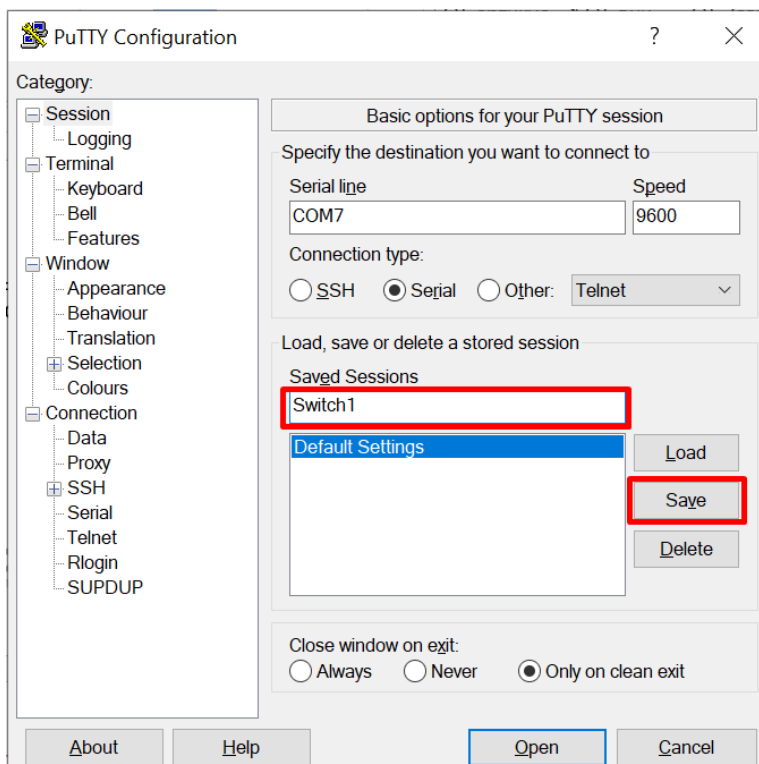 PuTTY Configuration
?
Category:
Session
Logging
Terminal
Keyboard
Bell
Features
Window
Appearance
Behaviour
Translation
Selection
Colours
Connection
Data
Proxy
SSH
Serial
Telnet
Rlogin
SUPDUP
Basic options for your PuTTY session
Specify the destination you want to connect to
Serial line Speed
COM7 9600
Connection type:
SSH Serial Other: Telnet
Load, save or delete a stored session
Saved Sessions
Switch1
Default Settings
Load
Save
Delete
Close window on exit:
Always Never Only on clean exit
About Help Open Cancel